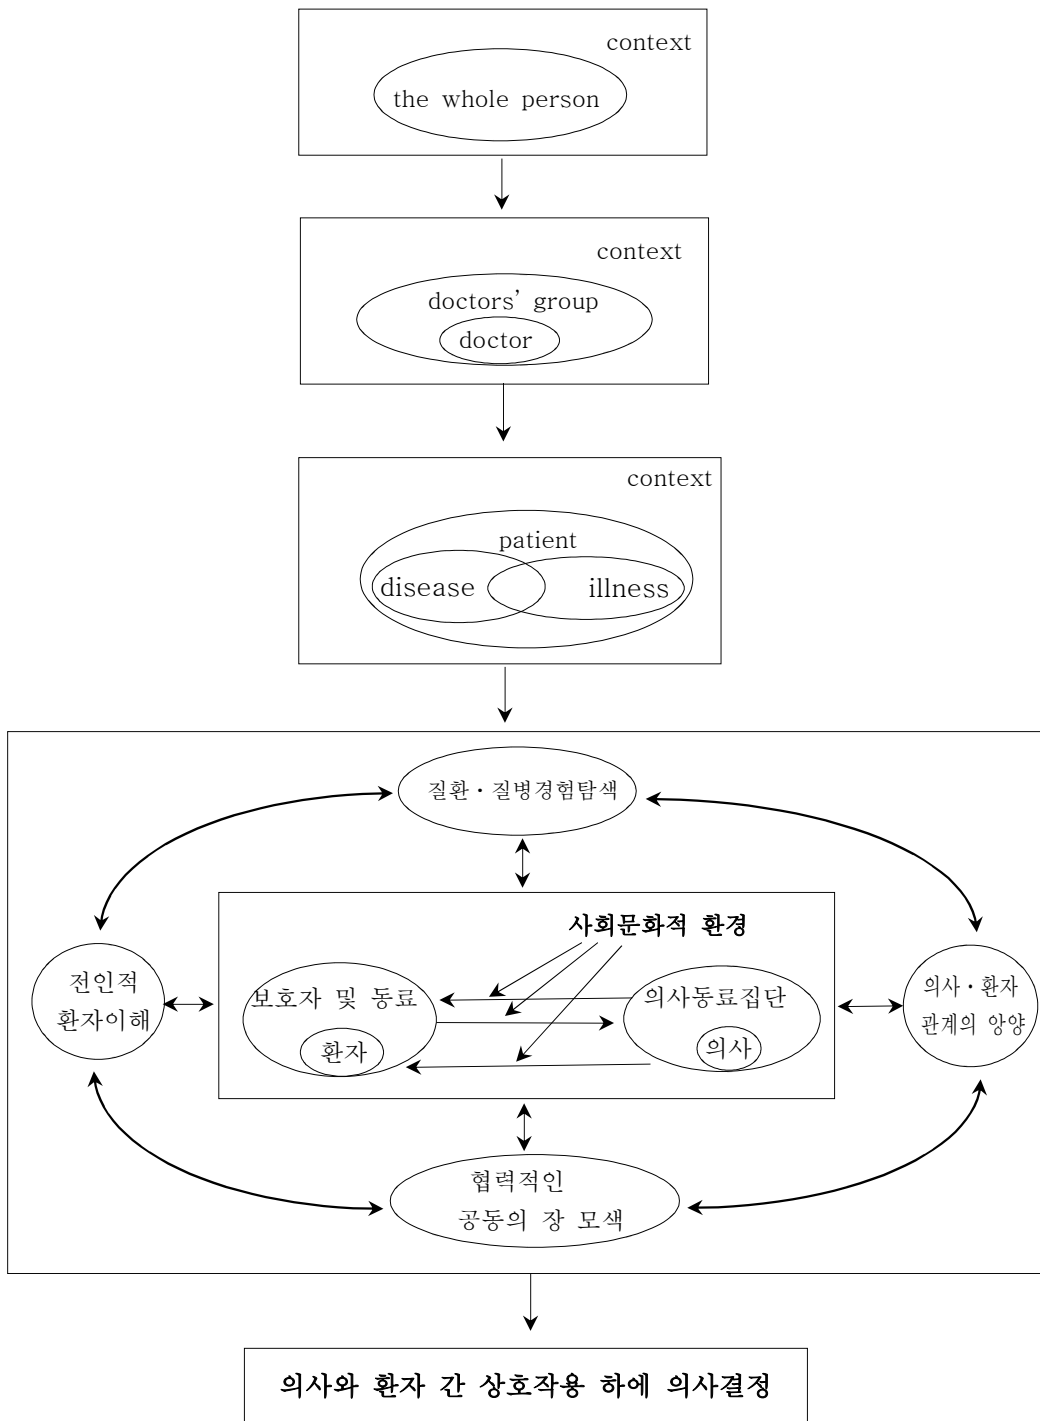 context
the whole person
context
doctors’ group
doctor
context
patient
disease
illness
질환·질병경험탐색
사회문화적 환경
전인적
환자이해
보호자 및 동료
환자
의사동료집단
의사
의사·환자
관계의 앙양
협력적인
공동의 장 모색
의사와 환자 간 상호작용 하에 의사결정